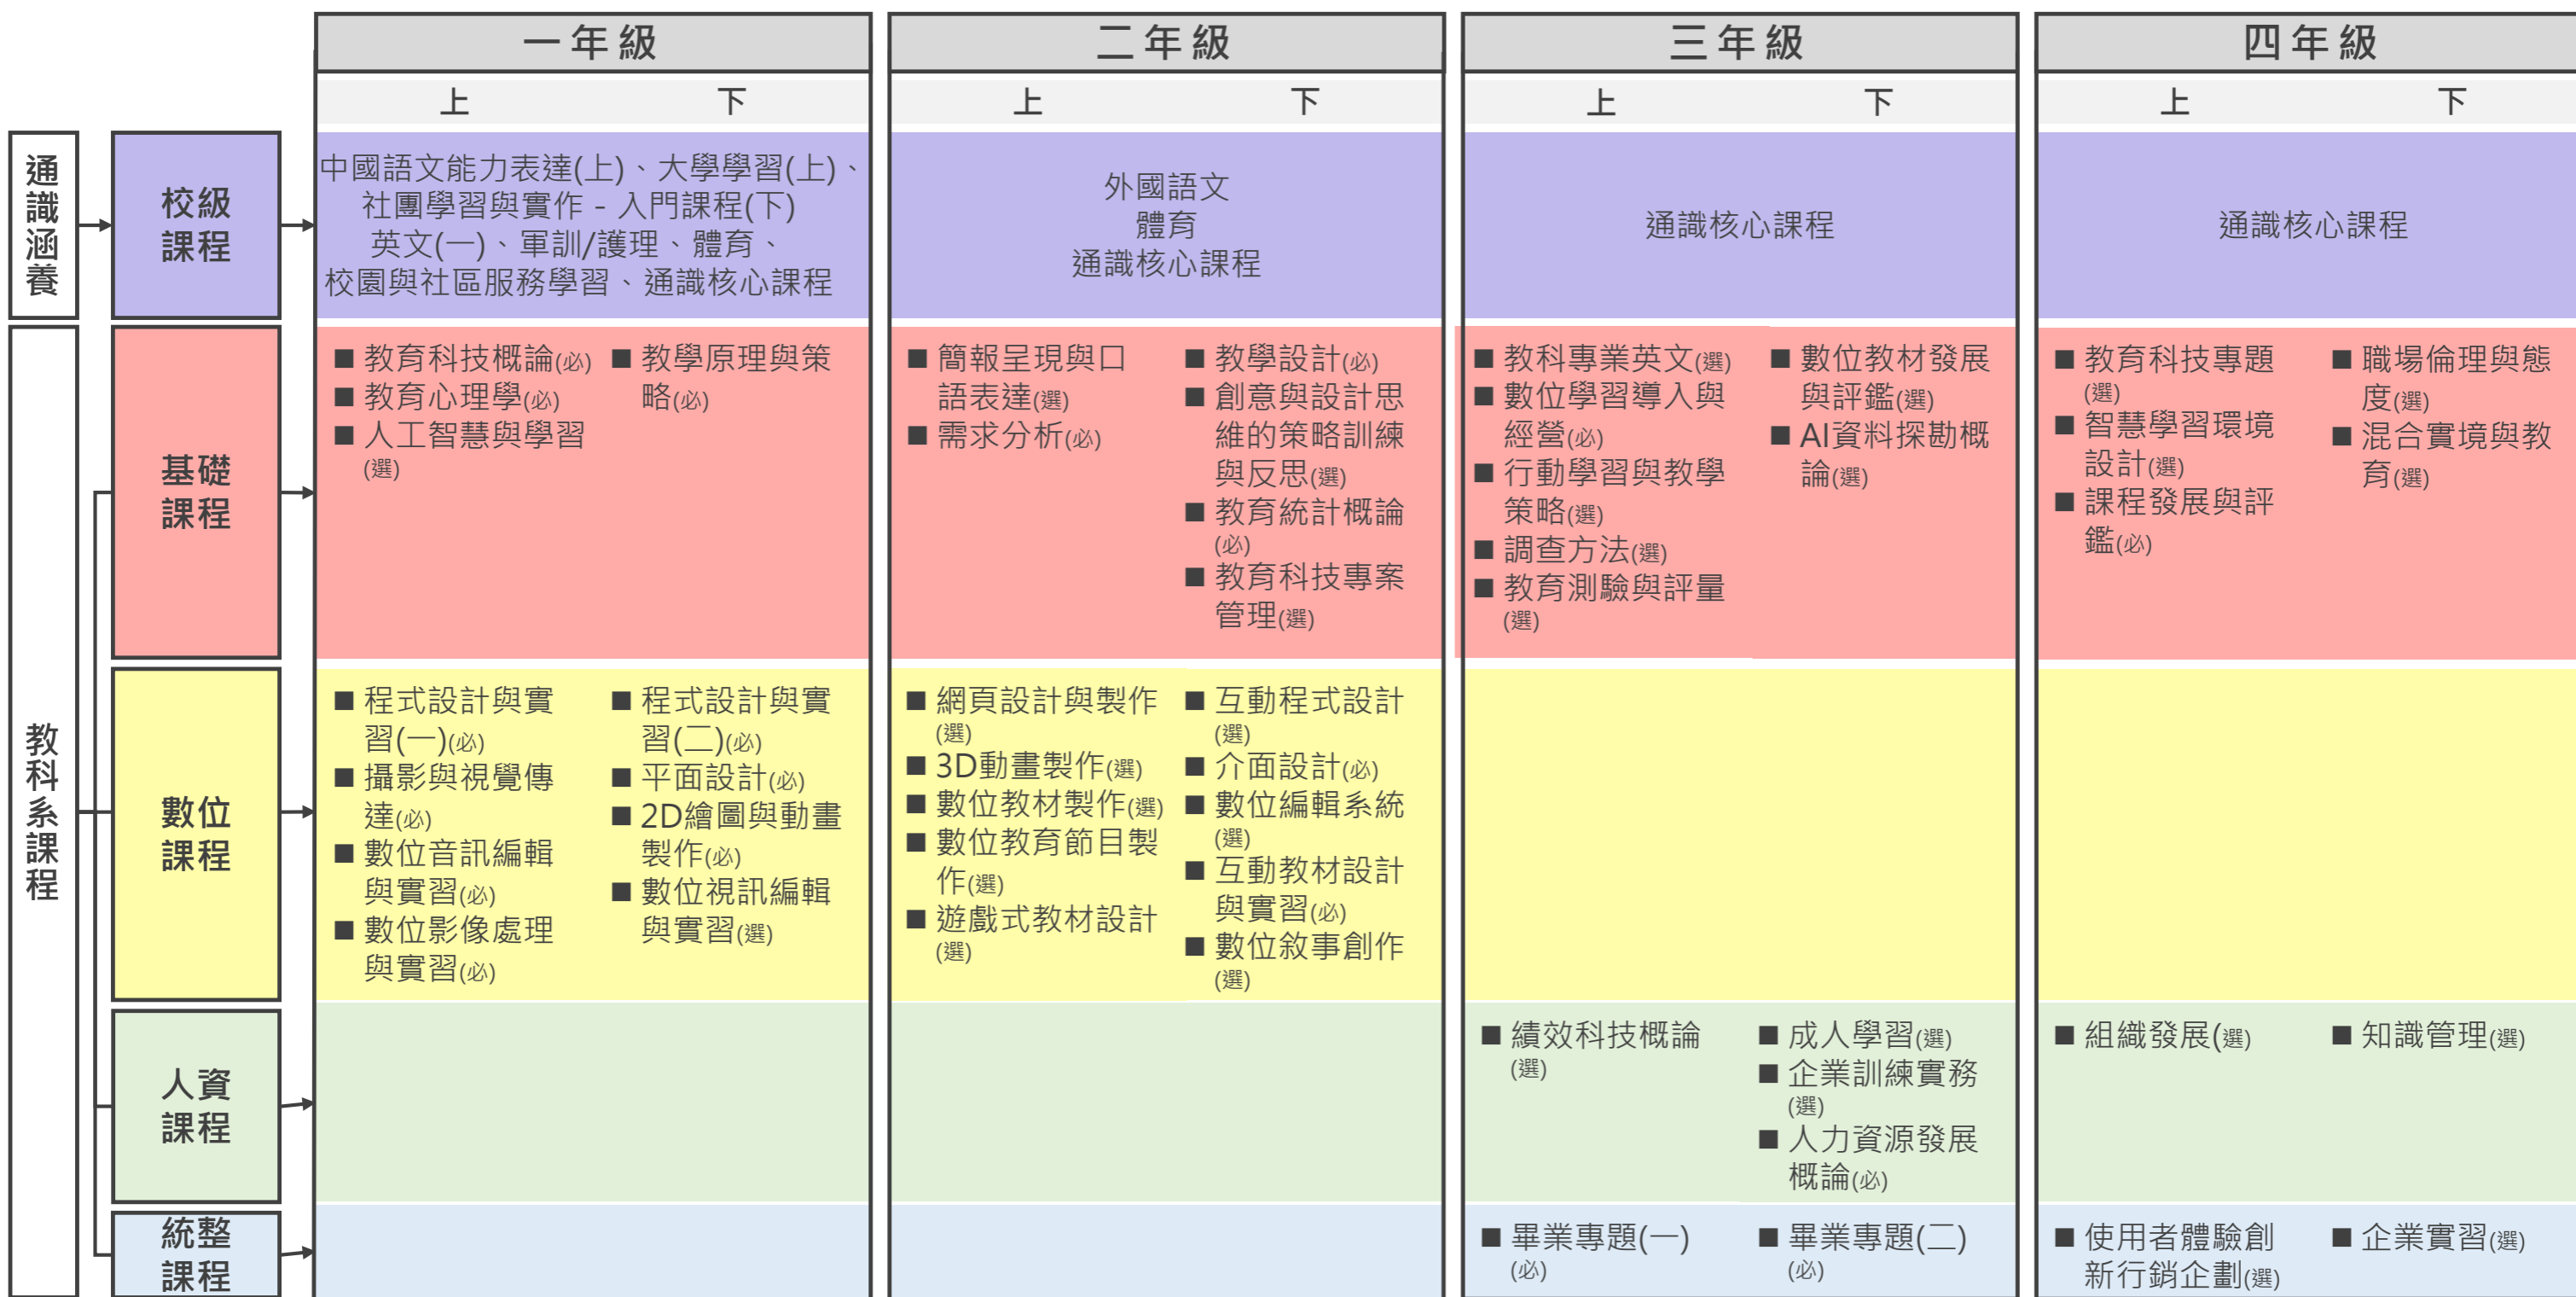 一年級
二年級
三年級
四年級
上
下
上
下
上
下
上
下
通識涵養
校級
課程
中國語文能力表達(上)、大學學習(上)、
社團學習與實作 - 入門課程(下)
英文(一)、軍訓/護理、體育、
校園與社區服務學習、通識核心課程
外國語文
體育
通識核心課程
通識核心課程
通識核心課程
教科系課程
基礎
課程
■ 教育科技概論(必)
■ 教育心理學(必)
■ 人工智慧與學習
(選)
■ 教學原理與策
略(必)
■ 簡報呈現與口
語表達(選)
■ 需求分析(必)
■ 教學設計(必)
■ 創意與設計思
維的策略訓練
與反思(選)
■ 教育統計概論
(必)
■ 教育科技專案
管理(選)
■ 教科專業英文(選)
■ 數位學習導入與
經營(必)
■ 行動學習與教學
策略(選)
■ 調查方法(選)
■ 教育測驗與評量
(選)
■ 數位教材發展
與評鑑(選)
■ AI資料探勘概
論(選)
■ 教育科技專題
(選)
■ 智慧學習環境
設計(選)
■ 課程發展與評
鑑(必)
■ 職場倫理與態
度(選)
■ 混合實境與教
育(選)
數位
課程
■ 程式設計與實
習(一)(必)
■ 攝影與視覺傳
達(必)
■ 數位音訊編輯
與實習(必)
■ 數位影像處理
與實習(必)
■ 程式設計與實
習(二)(必)
■ 平面設計(必)
■ 2D繪圖與動畫
製作(必)
■ 數位視訊編輯
與實習(選)
■ 網頁設計與製作
(選)
■ 3D動畫製作(選)
■ 數位教材製作(選)
■ 數位教育節目製
作(選)
■ 遊戲式教材設計
(選)
■ 互動程式設計
(選)
■ 介面設計(必)
■ 數位編輯系統
(選)
■ 互動教材設計
與實習(必)
■ 數位敘事創作
(選)
人資
課程
■ 績效科技概論
(選)
■ 成人學習(選)
■ 企業訓練實務
(選)
■ 人力資源發展
概論(必)
■ 組織發展(選)
■ 知識管理(選)
統整
課程
■ 畢業專題(一)
(必)
■ 畢業專題(二)
(必)
■ 使用者體驗創
新行銷企劃(選)
■ 企業實習(選)